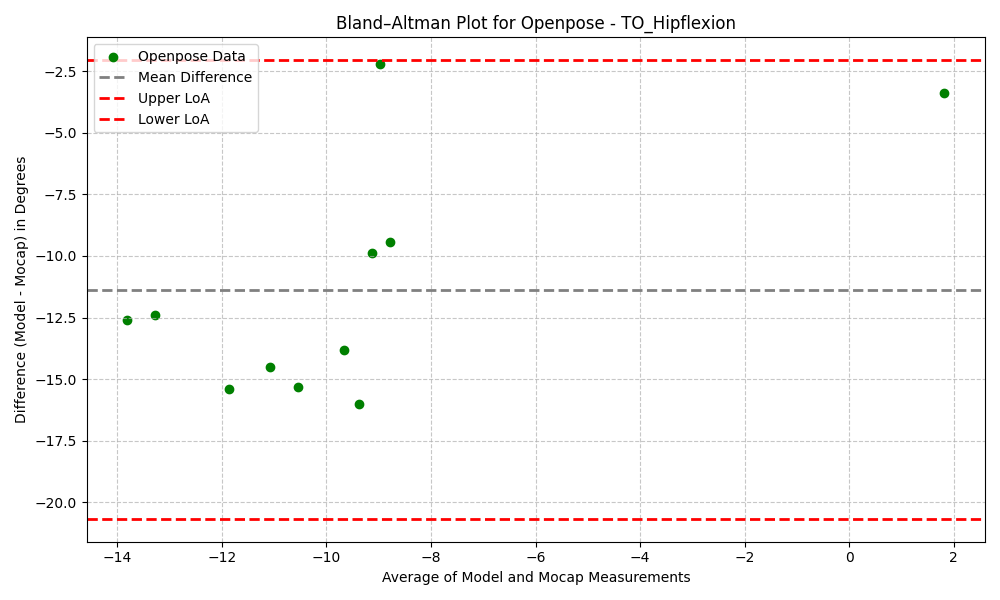 Bland–Altman Plot for Openpose - TO_Hipflexion
Openpose Data
Mean Difference
Upper LoA
Lower LoA
Difference (Model - Mocap) in Degrees
−2.5
−5.0
−7.5
−10.0
−12.5
−15.0
−17.5
−20.0
−14
−12
−10
−8
−6
−4
−2
0
2
Average of Model and Mocap Measurements